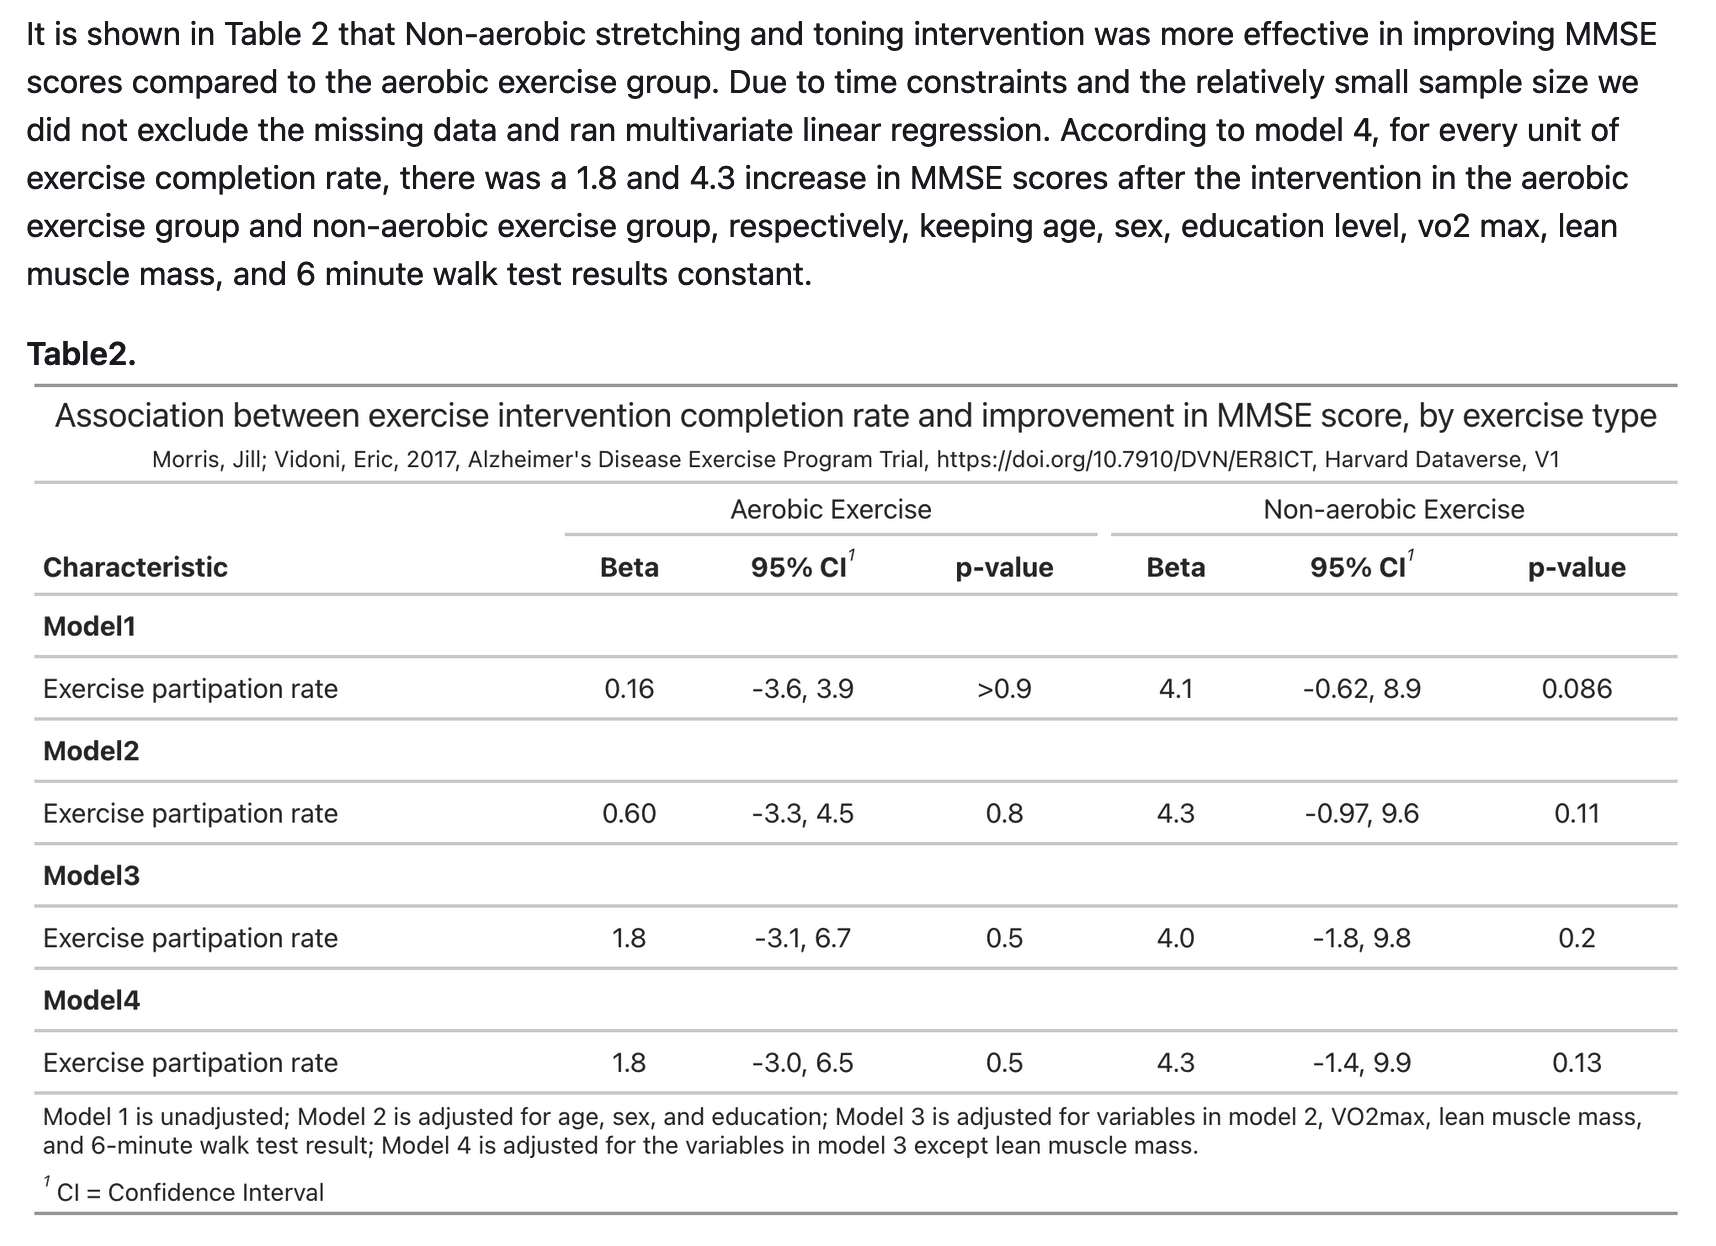 It is shown in Table 2 that Non-aerobic stretching and toning intervention was more effective in improving MMSE
scores compared to the aerobic exercise group. Due to time constraints and the relatively small sample size we
did not exclude the missing data and ran multivariate linear regression. According to model 4, for every unit of
exercise completion rate, there was a 1.8 and 4.3 increase in MMSE scores after the intervention in the aerobic
exercise group and non-aerobic exercise group, respectively, keeping age, sex, education level, vo2 max, lean
muscle mass, and 6 minute walk test results constant.
Table2.
Association between exercise intervention completion rate and improvement in MMSE score, by exercise type
Morris, Jill; Vidoni, Eric, 2017, Alzheimer's Disease Exercise Program Trial, https://doi.org/10.7910/DVN/ER8ICT, Harvard Dataverse, V1
Aerobic Exercise Non-aerobic Exercise
Characteristic Beta 95% CI1 p-value Beta 95% CI1 p-value
Model1
Exercise partipation rate 0.16 -3.6, 3.9 >0.9 4.1 -0.62, 8.9 0.086
Model2
Exercise partipation rate 0.60 -3.3, 4.5 0.8 4.3 -0.97, 9.6 0.11
Model3
Exercise partipation rate 1.8 -3.1, 6.7 0.5 4.0 -1.8, 9.8 0.2
Model4
Exercise partipation rate 1.8 -3.0, 6.5 0.5 4.3 -1.4, 9.9 0.13
Model 1 is unadjusted; Model 2 is adjusted for age, sex, and education; Model 3 is adjusted for variables in model 2, VO2max, lean muscle mass,
and 6-minute walk test result; Model 4 is adjusted for the variables in model 3 except lean muscle mass.
1 CI = Confidence Interval